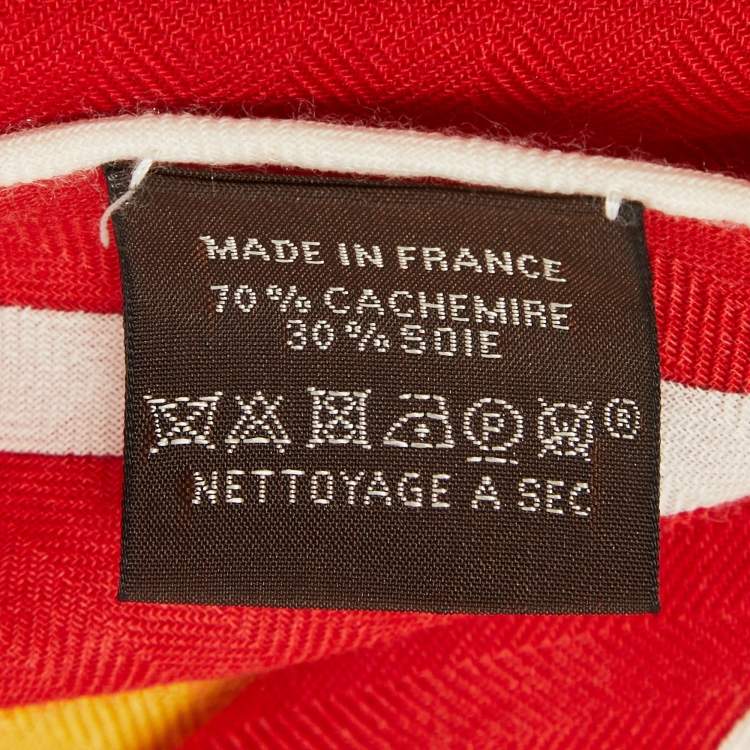 MADE IN FRANCE
70% CACHEMIRE
30% SOIE
P ®
NETTOYAGE A SEC